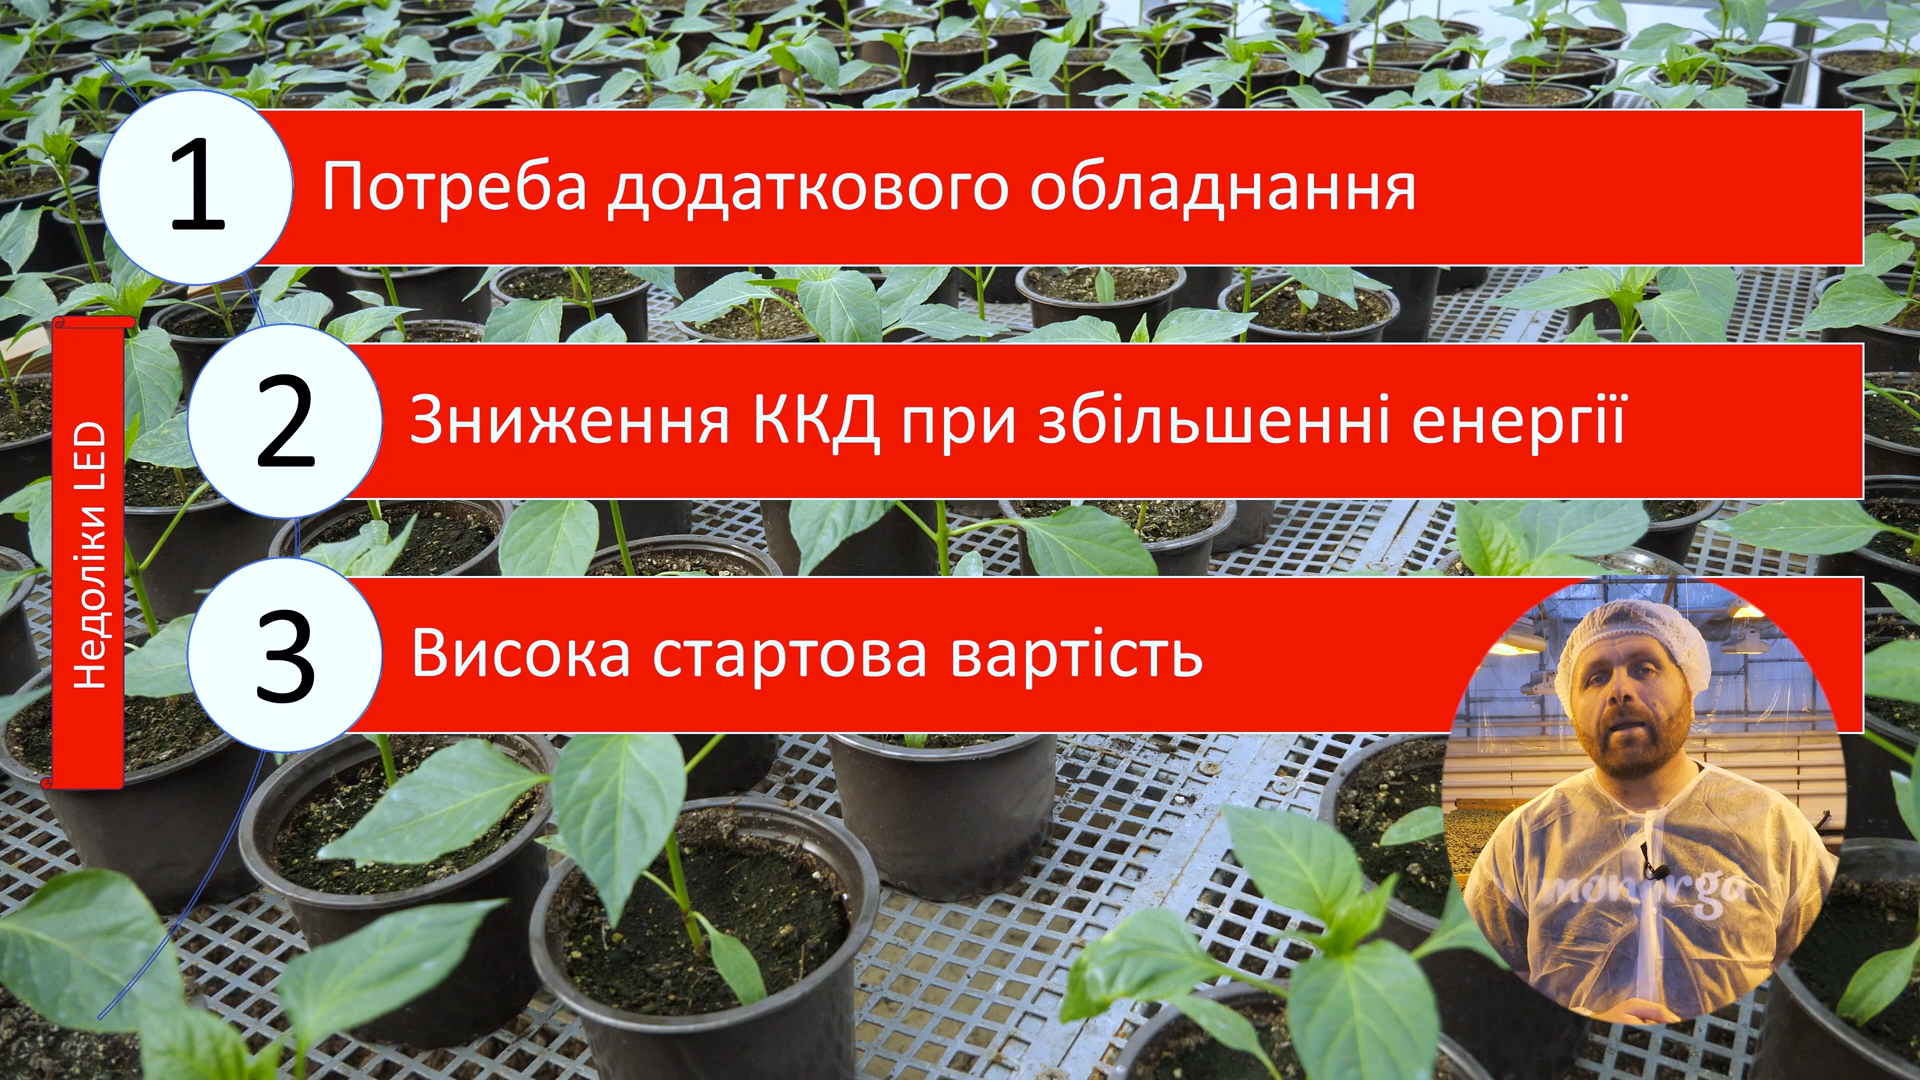 1
Потреба додаткового обладнання
2
Зниження ККД при збільшенні енергії
3
Висока стартова вартість
Недоліки LED